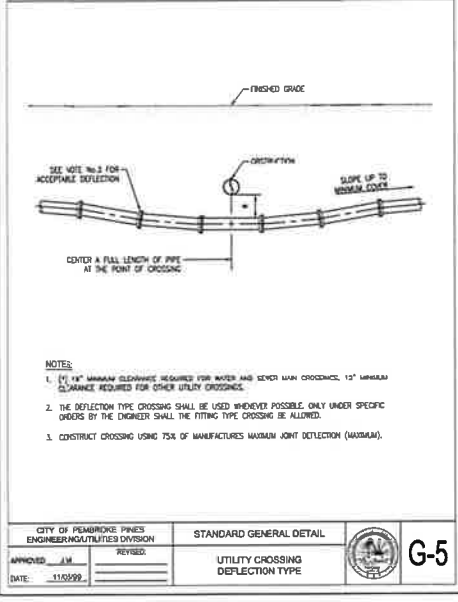 FINISHED GRADE
OBSTRUCTION
SEE NOTE No.3 FOR
ACCEPTABLE DEFLECTION
SLOPE UP TO
MINIMUM COVER
*
CENTER A FULL LENGTH OF PIPE
AT THE POINT OF CROSSING
NOTES:
1. (*) 18" MINIMUM CLEARANCE REQUIRED FOR WATER AND SEWER MAIN CROSSINGS, 12" MINIMUM
CLEARANCE REQUIRED FOR OTHER UTILITY CROSSINGS.
2. THE DEFLECTION TYPE CROSSING SHALL BE USED WHENEVER POSSIBLE. ONLY UNDER SPECIFIC
ORDERS BY THE ENGINEER SHALL THE FITTING TYPE CROSSING BE ALLOWED.
3. CONSTRUCT CROSSING USING 75% OF MANUFACTURES MAXIMUM JOINT DEFLECTION (MAXIMUM).
CITY OF PEMBROKE PINES
ENGINEERING/UTILITIES DIVISION
STANDARD GENERAL DETAIL
G-5
APPROVED: J.M.
REVISED:
DATE: 11/05/99
UTILITY CROSSING
DEFLECTION TYPE